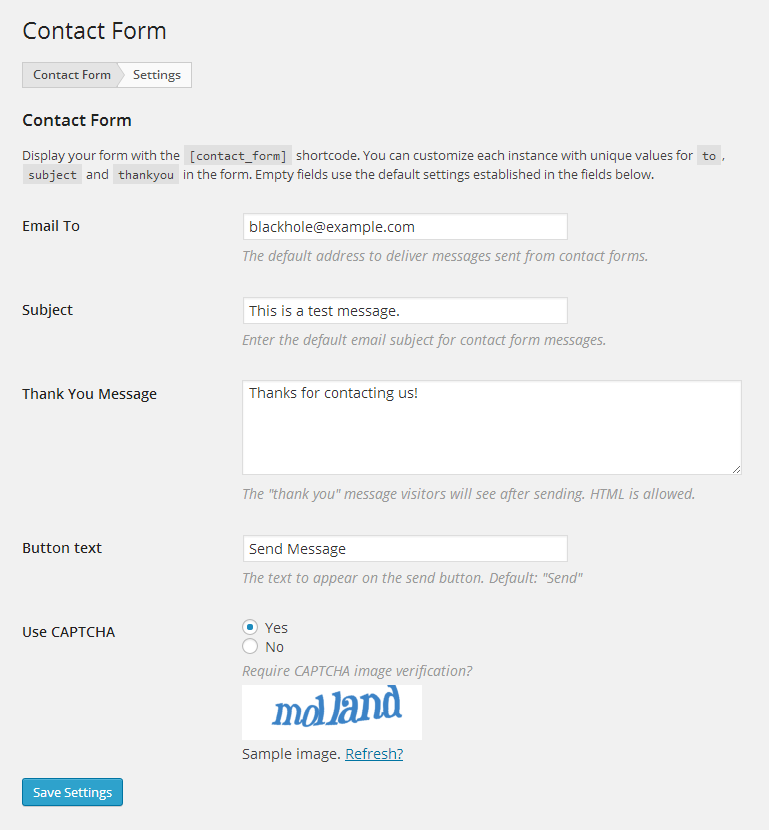 Contact Form
Contact Form Settings
Contact Form
Display your form with the [contact_form] shortcode. You can customize each instance with unique values for to ,
subject and thankyou in the form. Empty fields use the default settings established in the fields below.
Email To blackhole@example.com
The default address to deliver messages sent from contact forms.
Subject This is a test message.
Enter the default email subject for contact form messages.
Thank You Message Thanks for contacting us!
The "thank you" message visitors will see after sending. HTML is allowed.
Button text Send Message
The text to appear on the send button. Default: "Send"
Use CAPTCHA Yes
No
Require CAPTCHA image verification?
molland
Sample image. Refresh?
Save Settings